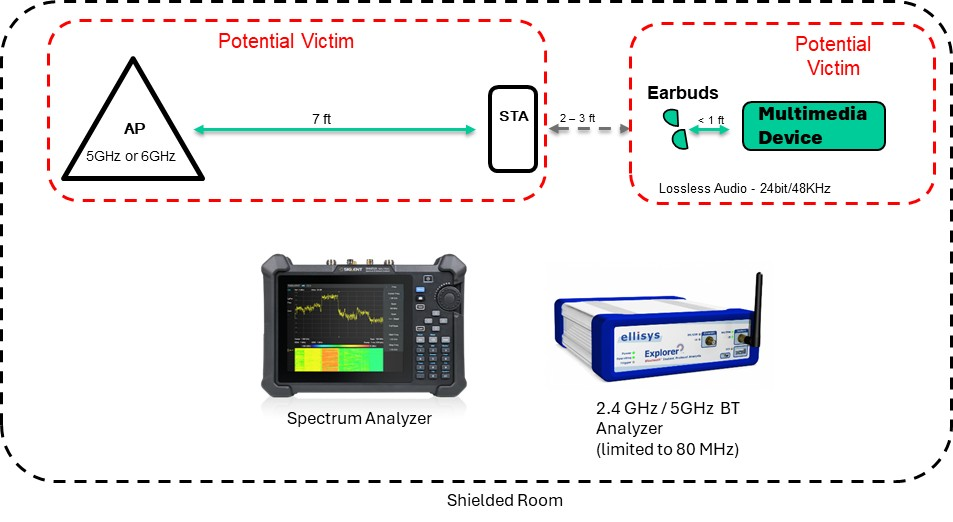 Potential Victim
Potential
Victim
AP
5GHz or 6GHz
7 ft
STA
2 – 3 ft
Earbuds
< 1 ft
Multimedia
Device
Lossless Audio - 24bit/48KHz
SIGLENT
ellisys
Explorer
Spectrum Analyzer
2.4 GHz / 5GHz BT
Analyzer
(limited to 80 MHz)
Shielded Room